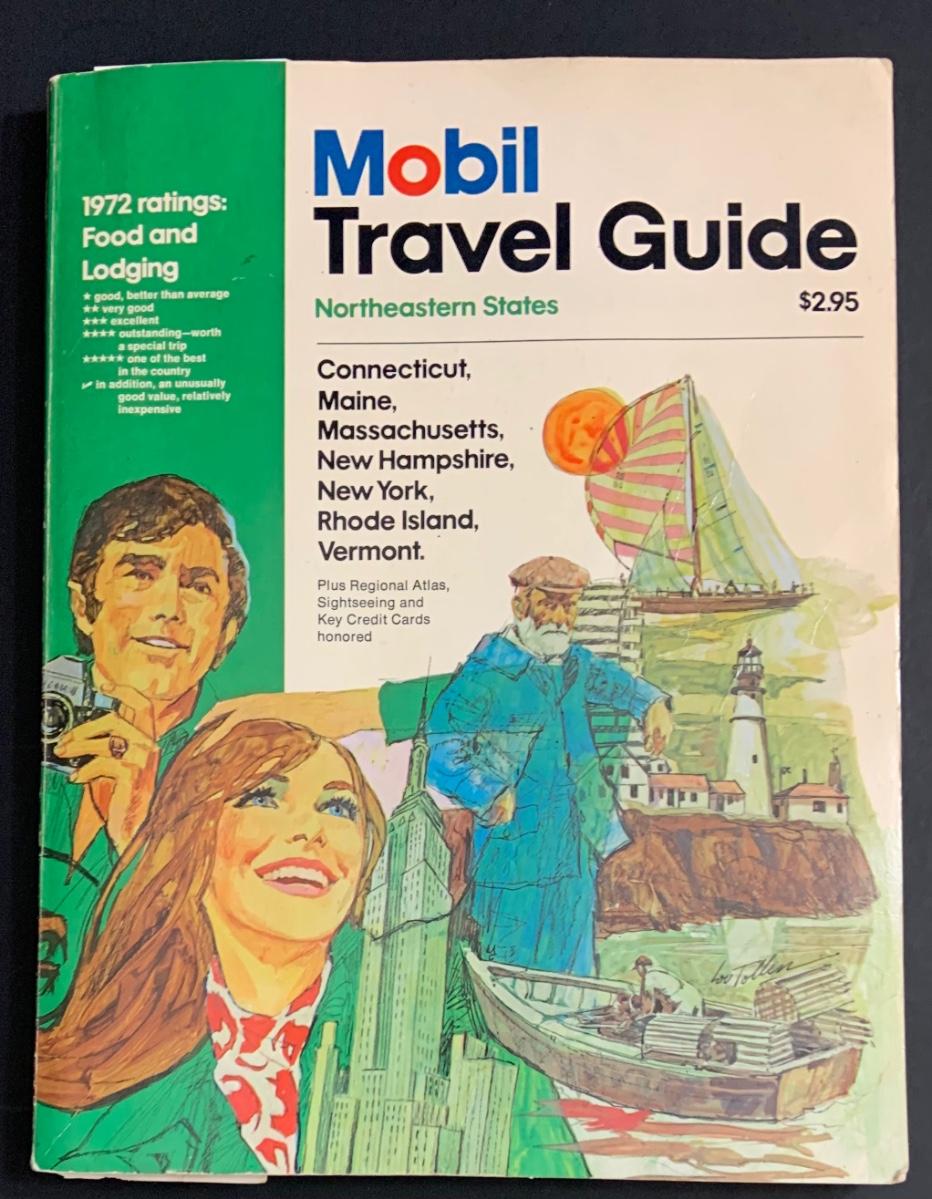 1972 ratings:
Food and
Lodging
★ good, better than average
★★ very good
★★★ excellent
★★★★ outstanding—worth
a special trip
★★★★★ one of the best
in the country
✓ in addition, an unusually
good value, relatively
inexpensive
Mobil
Travel Guide
Northeastern States
$2.95
Connecticut,
Maine,
Massachusetts,
New Hampshire,
New York,
Rhode Island,
Vermont.
Plus Regional Atlas,
Sightseeing and
Key Credit Cards
honored